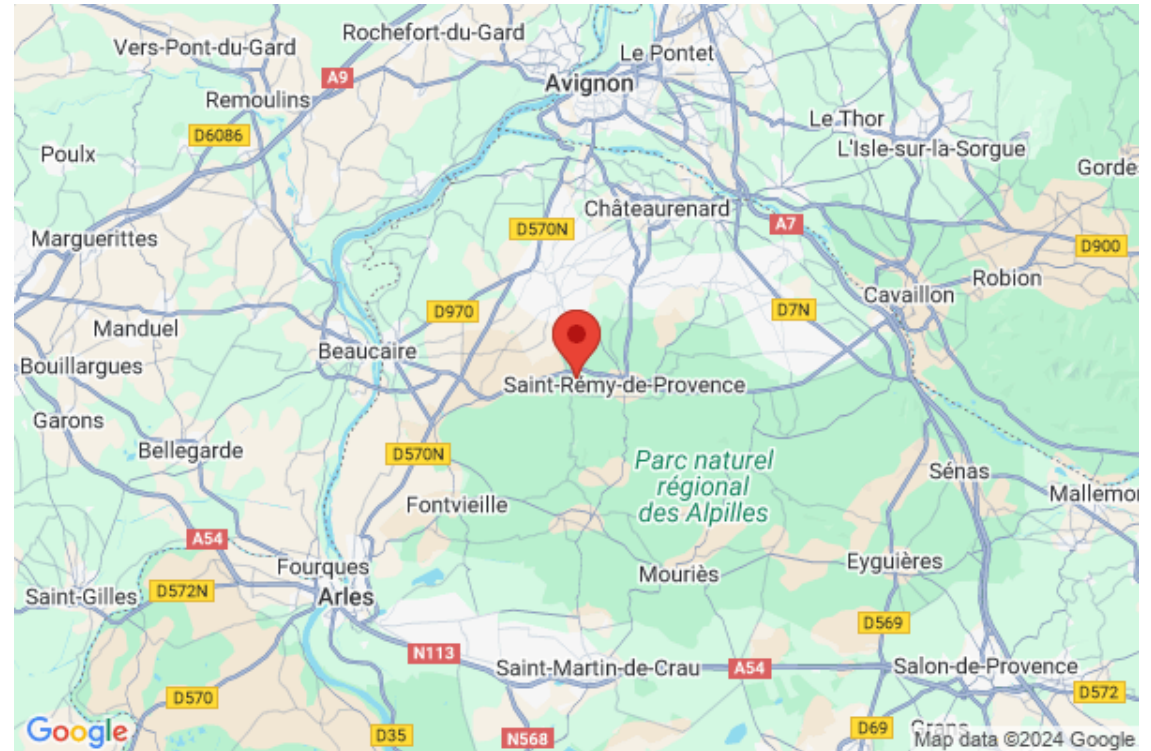 Rochefort-du-Gard
Vers-Pont-du-Gard
Le Pontet
A9
Avignon
Remoulins
Le Thor
D6086
L'Isle-sur-la-Sorgue
Poulx
Gorde
Châteaurenard
A7
D570N
Marguerittes
D900
Robion
Cavaillon
D970
D7N
Manduel
Beaucaire
Bouillargues
Saint-Rémy-de-Provence
Garons
Bellegarde
D570N
Parc naturel
régional
des Alpilles
Sénas
Mallemor
Fontvieille
A54
Eyguières
Fourques
Mouriès
Saint-Gilles
D572N
Arles
D569
N113
Saint-Martin-de-Crau
A54
Salon-de-Provence
D570
D572
Google
D35
N568
D69
Grans
Map data ©2024 Google